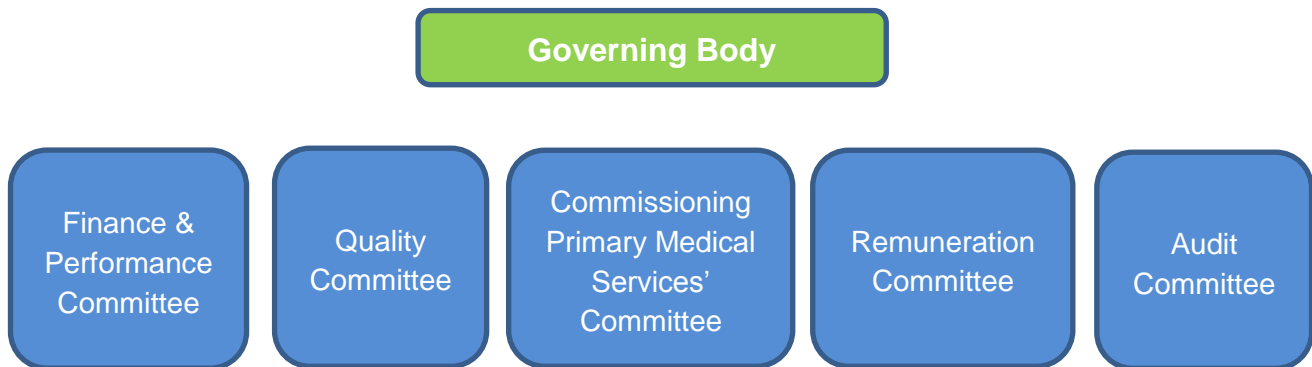 Governing Body
Finance &
Performance
Committee
Quality
Committee
Commissioning
Primary Medical
Services’
Committee
Remuneration
Committee
Audit
Committee